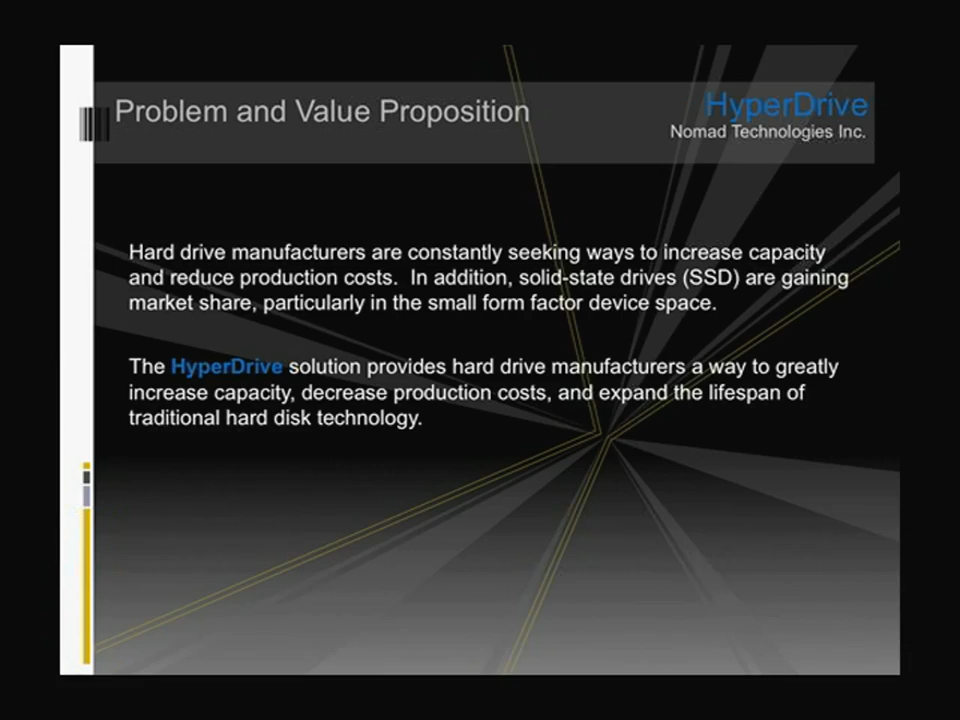 Problem and Value Proposition
HyperDrive
Nomad Technologies Inc.
Hard drive manufacturers are constantly seeking ways to increase capacity
and reduce production costs.  In addition, solid-state drives (SSD) are gaining
market share, particularly in the small form factor device space.
The HyperDrive solution provides hard drive manufacturers a way to greatly
increase capacity, decrease production costs, and expand the lifespan of
traditional hard disk technology.